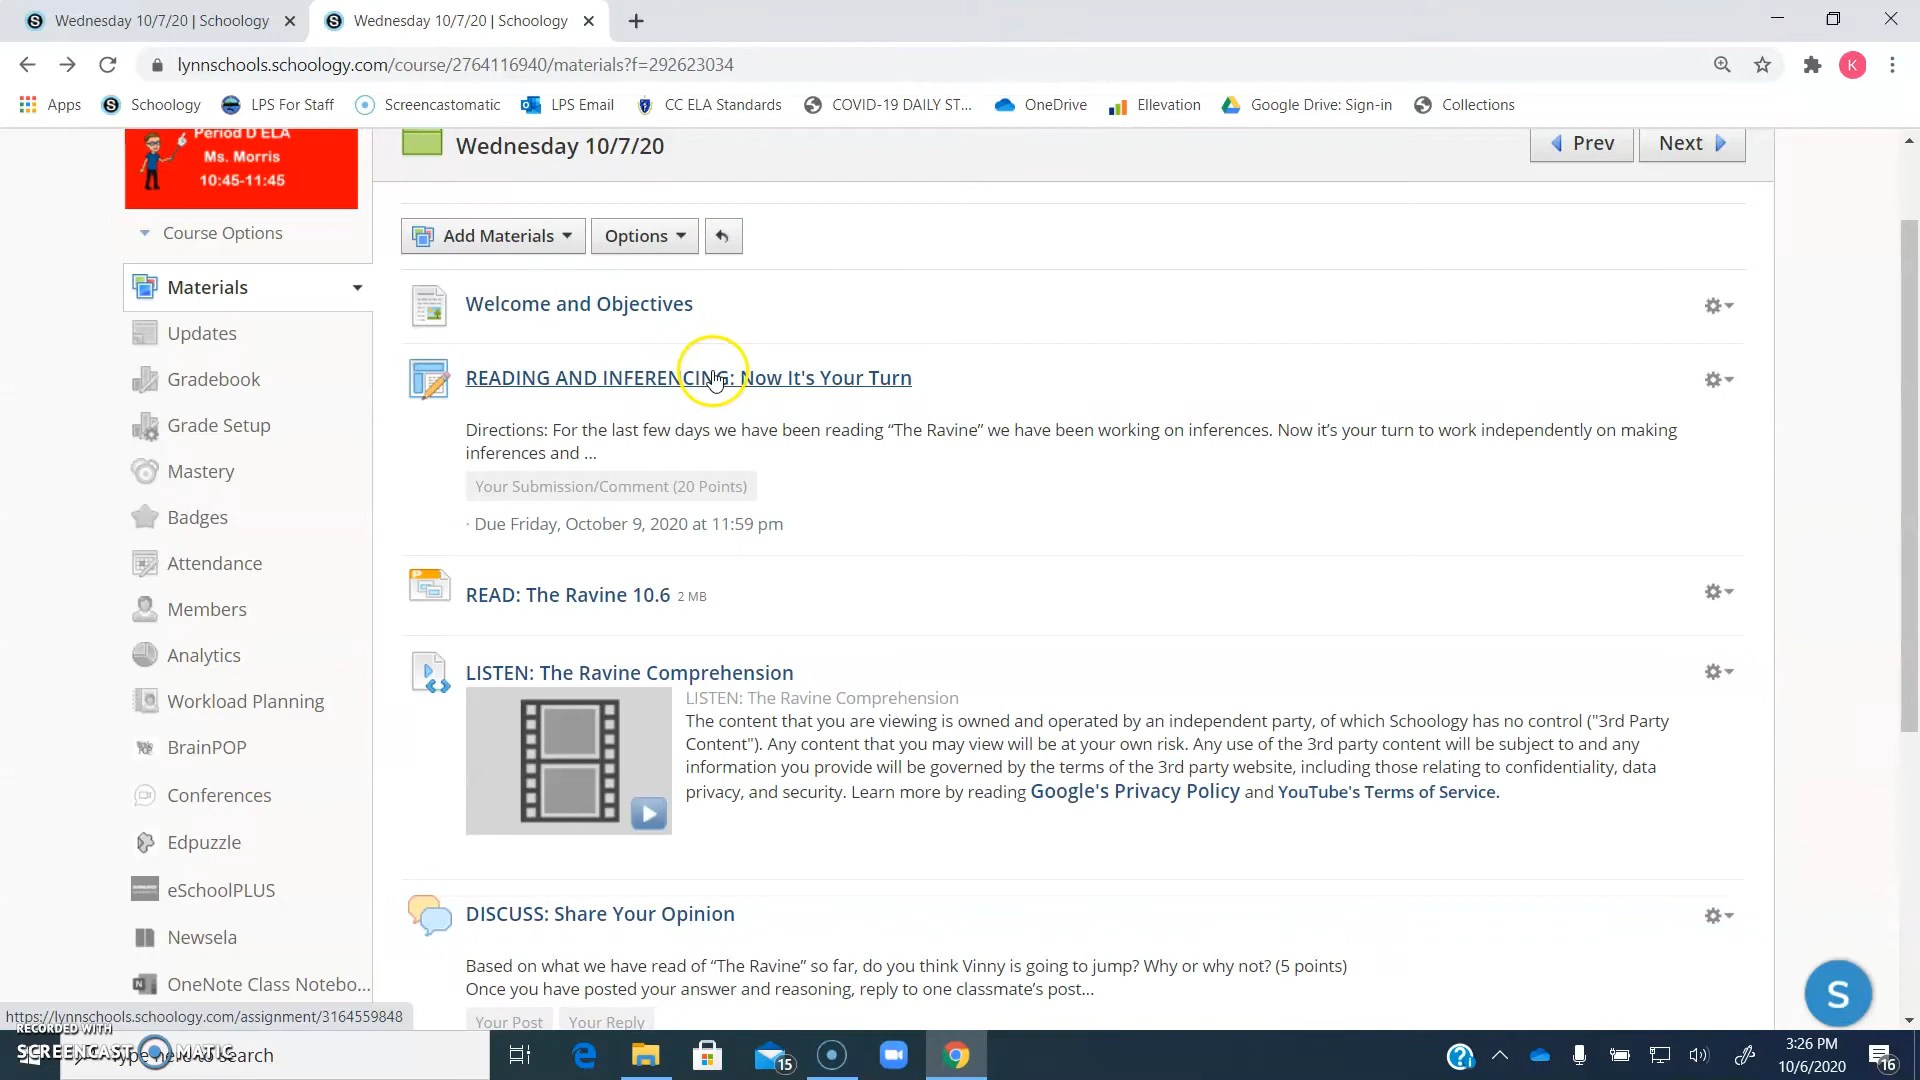 Wednesday 10/7/20 | Schoology
Wednesday 10/7/20 | Schoology
lynnschools.schoology.com/course/2764116940/materials?f=292623034
K
Apps
Schoology
LPS For Staff
Screencastomatic
LPS Email
CC ELA Standards
COVID-19 DAILY ST...
OneDrive
Ellevation
Google Drive: Sign-in
Collections
Period D ELA
Ms. Morris
10:45-11:45
Course Options
Materials
Updates
Gradebook
Grade Setup
Mastery
Badges
Attendance
Members
Analytics
Workload Planning
BrainPOP
Conferences
Edpuzzle
eSchoolPLUS
Newsela
OneNote Class Notebo...
Wednesday 10/7/20
Prev
Next
Add Materials
Options
Welcome and Objectives
READING AND INFERENCING: Now It's Your Turn
Directions: For the last few days we have been reading “The Ravine” we have been working on inferences. Now it’s your turn to work independently on making
inferences and ...
Your Submission/Comment (20 Points)
· Due Friday, October 9, 2020 at 11:59 pm
READ: The Ravine 10.6 2 MB
LISTEN: The Ravine Comprehension
LISTEN: The Ravine Comprehension
The content that you are viewing is owned and operated by an independent party, of which Schoology has no control ("3rd Party
Content"). Any content that you may view will be at your own risk. Any use of the 3rd party content will be subject to and any
information you provide will be governed by the terms of the 3rd party website, including those relating to confidentiality, data
privacy, and security. Learn more by reading Google's Privacy Policy and YouTube's Terms of Service.
DISCUSS: Share Your Opinion
Based on what we have read of “The Ravine” so far, do you think Vinny is going to jump? Why or why not? (5 points)
Once you have posted your answer and reasoning, reply to one classmate’s post...
Your Post
Your Reply
S
https://lynnschools.schoology.com/assignment/3164559848
RECORDED WITH
SCREENCAST MATIC
Type here to search
15
3:26 PM
10/6/2020
16